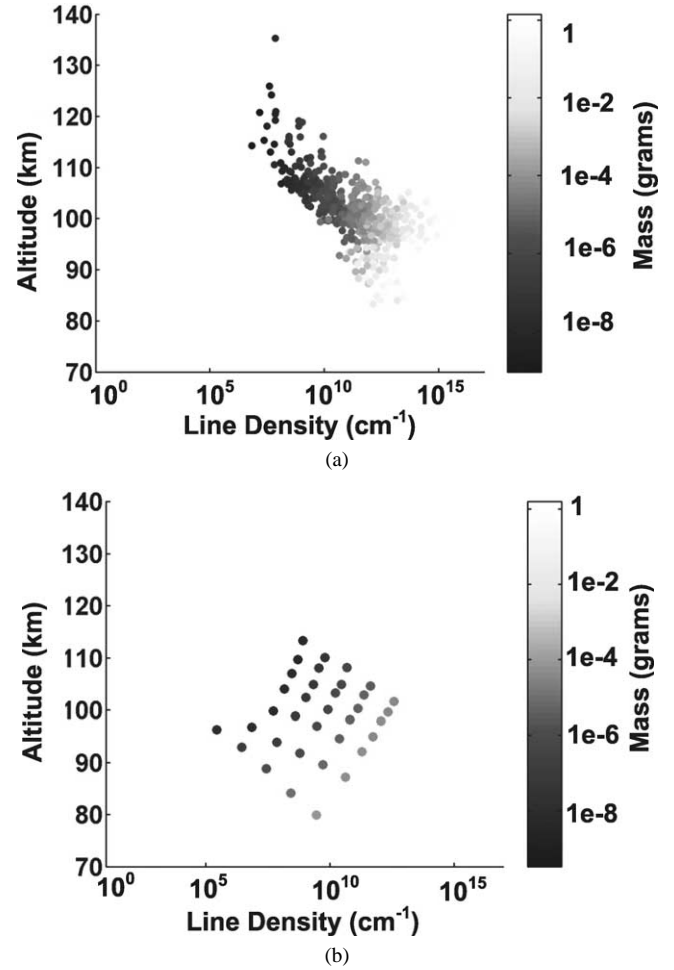 140
130
120
110
100
90
80
70
Altitude (km)
10^0
10^5
10^10
10^15
Line Density (cm^-1)
1
1e-2
1e-4
1e-6
1e-8
Mass (grams)
(a)
140
130
120
110
100
90
80
70
Altitude (km)
10^0
10^5
10^10
10^15
Line Density (cm^-1)
1
1e-2
1e-4
1e-6
1e-8
Mass (grams)
(b)